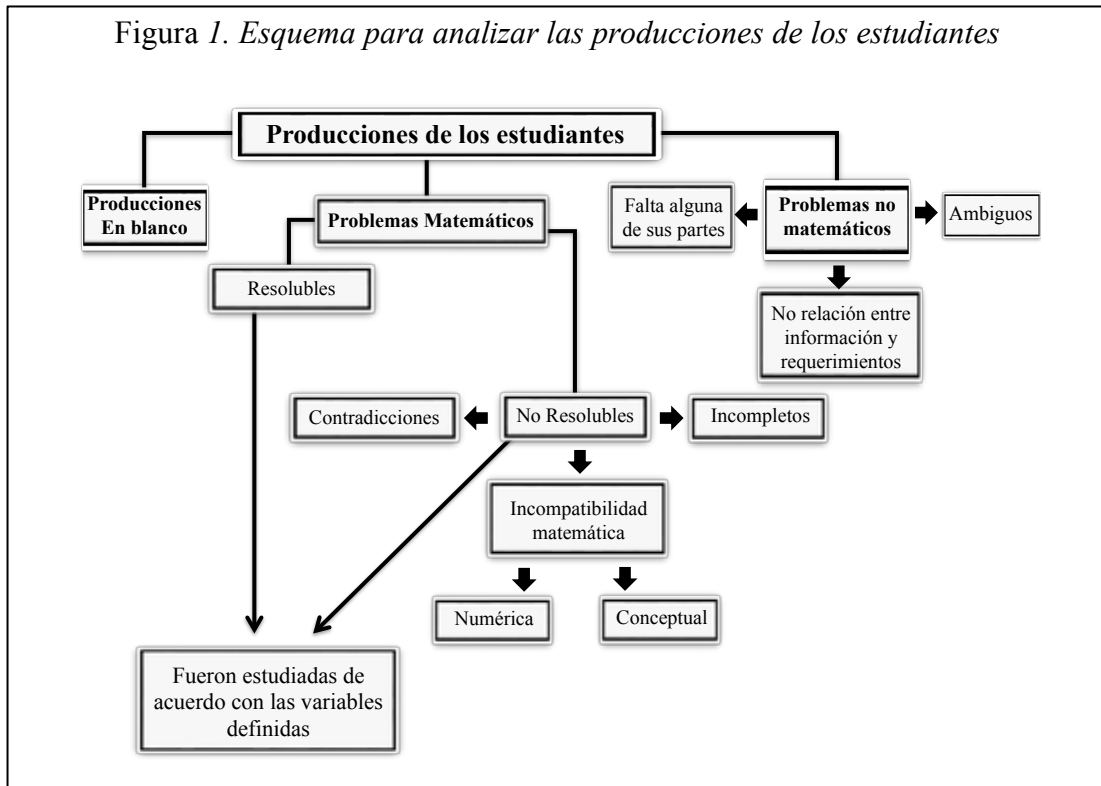 Figura 1. Esquema para analizar las producciones de los estudiantes
Producciones de los estudiantes
Producciones
En blanco
Problemas Matemáticos
Falta alguna
de sus partes
Problemas no
matemáticos
Ambiguos
Resolubles
No relación entre
información y
requerimientos
Contradicciones
No Resolubles
Incompletos
Incompatibilidad
matemática
Numérica
Conceptual
Fueron estudiadas de
acuerdo con las variables
definidas